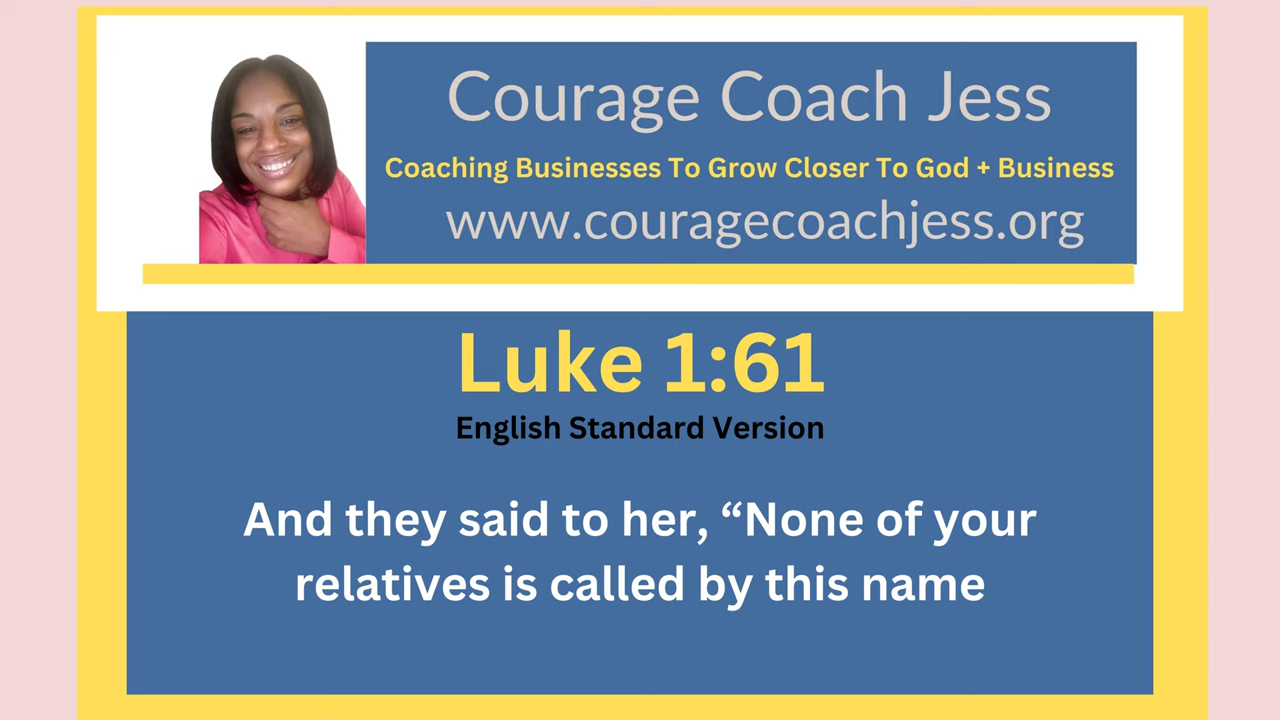 Courage Coach Jess
Coaching Businesses To Grow Closer To God + Business
www.couragecoachjess.org
Luke 1:61
English Standard Version
And they said to her, “None of your
relatives is called by this name